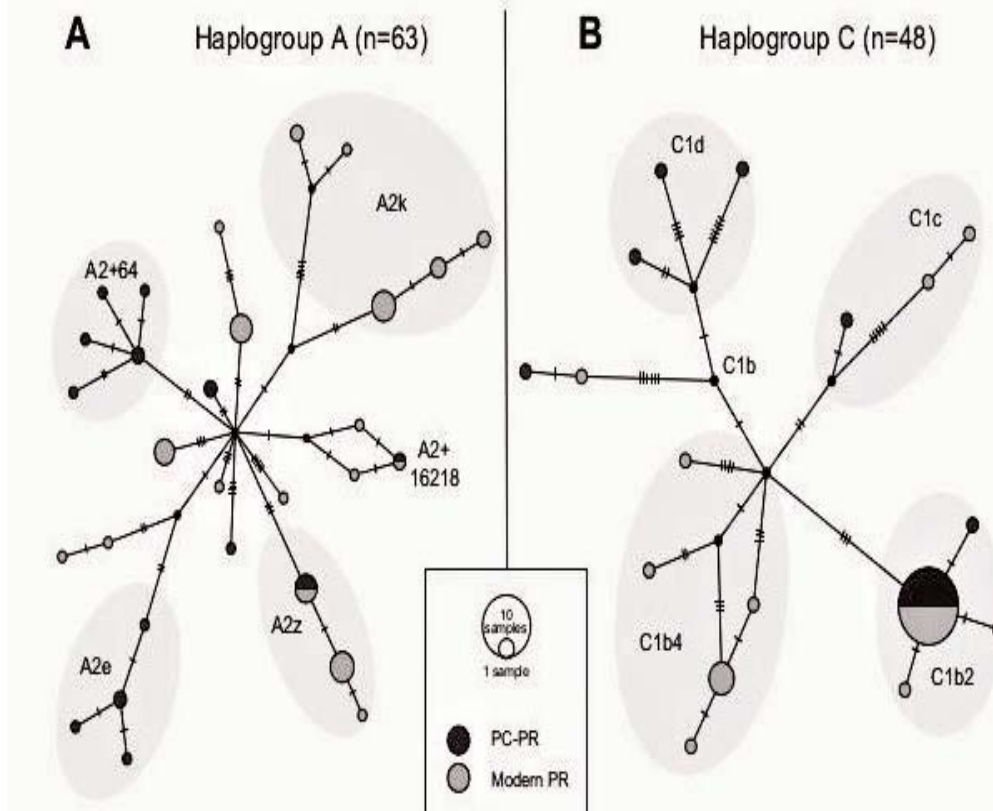 A
Haplogroup A (n=63)
B
Haplogroup C (n=48)
A2k
A2+64
A2+
16218
A2z
A2e
C1d
C1c
C1b
C1b4
C1b2
10
samples
1 sample
PC-PR
Modern PR